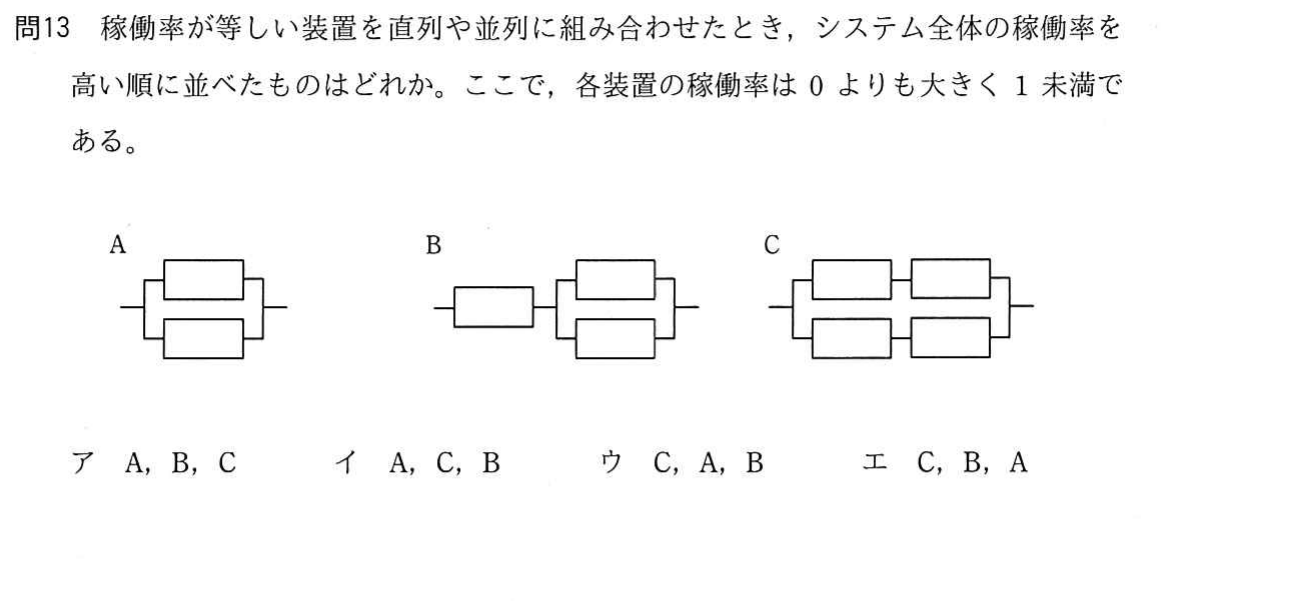 問13 稼働率が等しい装置を直列や並列に組み合わせたとき，システム全体の稼働率を
高い順に並べたものはどれか。ここで，各装置の稼働率は 0 よりも大きく 1 未満で
ある。
A B C
ア A，B，C イ A，C，B ウ C，A，B エ C，B，A